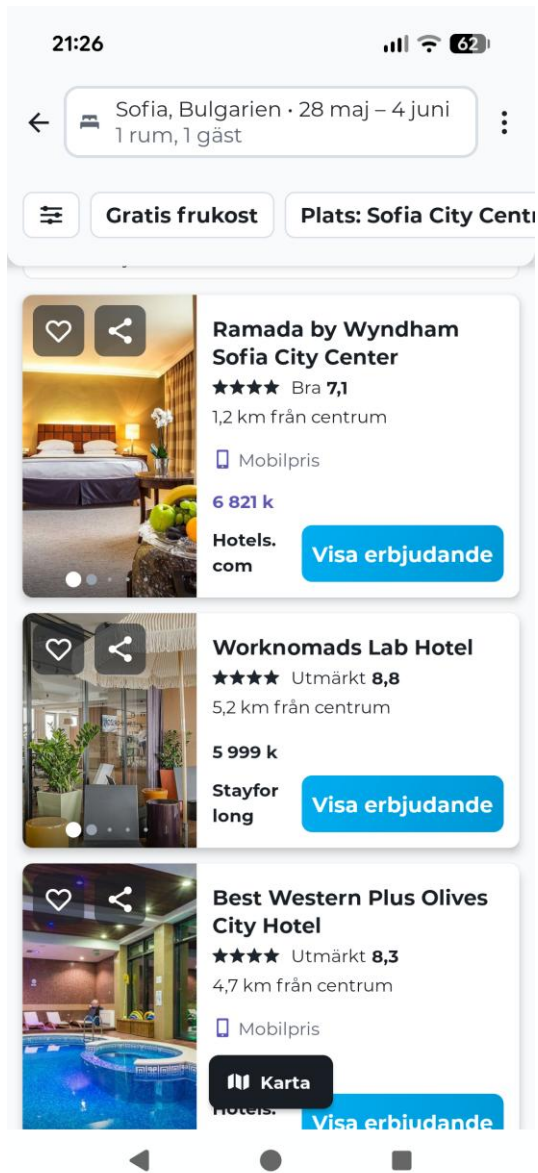 21:26
62
Sofia, Bulgarien • 28 maj – 4 juni
1 rum, 1 gäst
Gratis frukost
Plats: Sofia City Centr
Ramada by Wyndham
Sofia City Center
Bra 7,1
1,2 km från centrum
Mobilpris
6 821 k
Hotels.
com
Visa erbjudande
Worknomads Lab Hotel
Utmärkt 8,8
5,2 km från centrum
5 999 k
Stayfor
long
Visa erbjudande
Best Western Plus Olives
City Hotel
Utmärkt 8,3
4,7 km från centrum
Mobilpris
Karta
Hotels.
Visa erbjudande